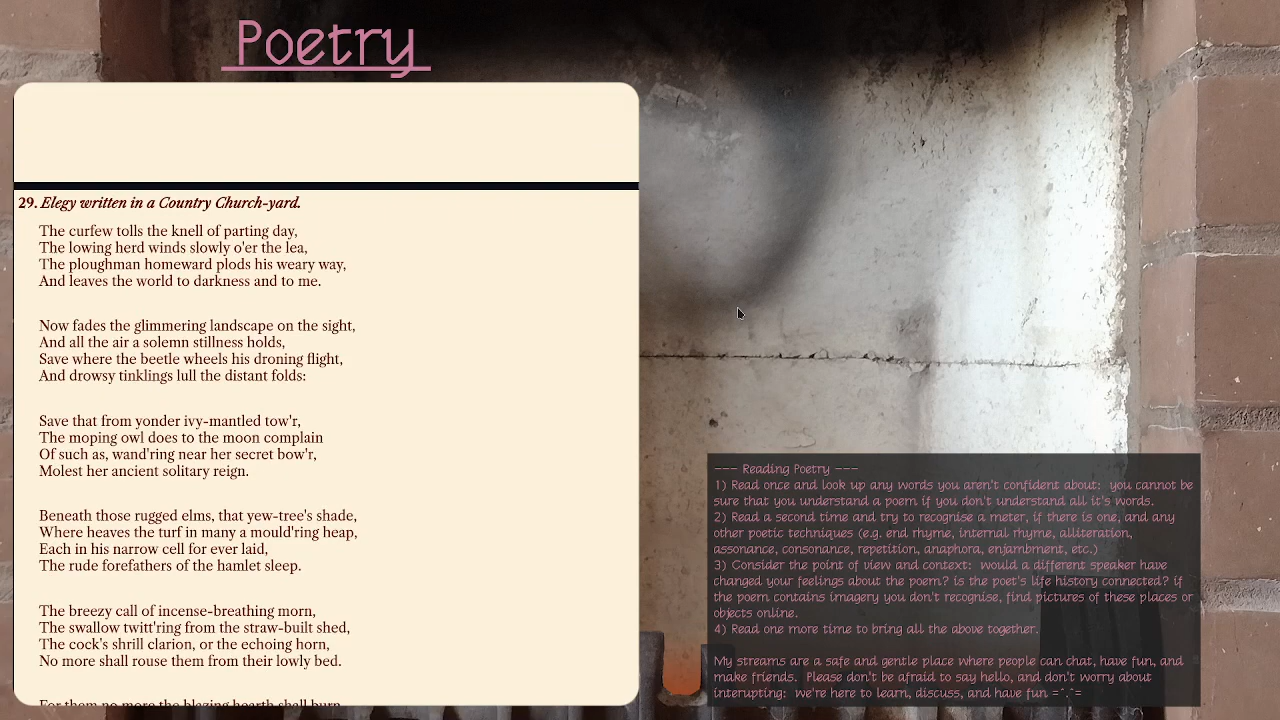 Poetry
29. Elegy written in a Country Church-yard.
The curfew tolls the knell of parting day,
The lowing herd winds slowly o'er the lea,
The ploughman homeward plods his weary way,
And leaves the world to darkness and to me.
Now fades the glimmering landscape on the sight,
And all the air a solemn stillness holds,
Save where the beetle wheels his droning flight,
And drowsy tinklings lull the distant folds:
Save that from yonder ivy-mantled tow'r,
The moping owl does to the moon complain
Of such as, wand'ring near her secret bow'r,
Molest her ancient solitary reign.
Beneath those rugged elms, that yew-tree's shade,
Where heaves the turf in many a mould'ring heap,
Each in his narrow cell for ever laid,
The rude forefathers of the hamlet sleep.
The breezy call of incense-breathing morn,
The swallow twitt'ring from the straw-built shed,
The cock's shrill clarion, or the echoing horn,
No more shall rouse them from their lowly bed.
For them no more the blazing hearth shall burn,
--- Reading Poetry ---
1) Read once and look up any words you aren't confident about: you cannot be
sure that you understand a poem if you don't understand all it's words.
2) Read a second time and try to recognise a meter, if there is one, and any
other poetic techniques (e.g. end rhyme, internal rhyme, alliteration,
assonance, consonance, repetition, anaphora, enjambment, etc.)
3) Consider the point of view and context: would a different speaker have
changed your feelings about the poem? is the poet's life history connected? if
the poem contains imagery you don't recognise, find pictures of these places or
objects online.
4) Read one more time to bring all the above together.
My streams are a safe and gentle place where people can chat, have fun, and
make friends. Please don't be afraid to say hello, and don't worry about
interupting: we're here to learn, discuss, and have fun =^.^=